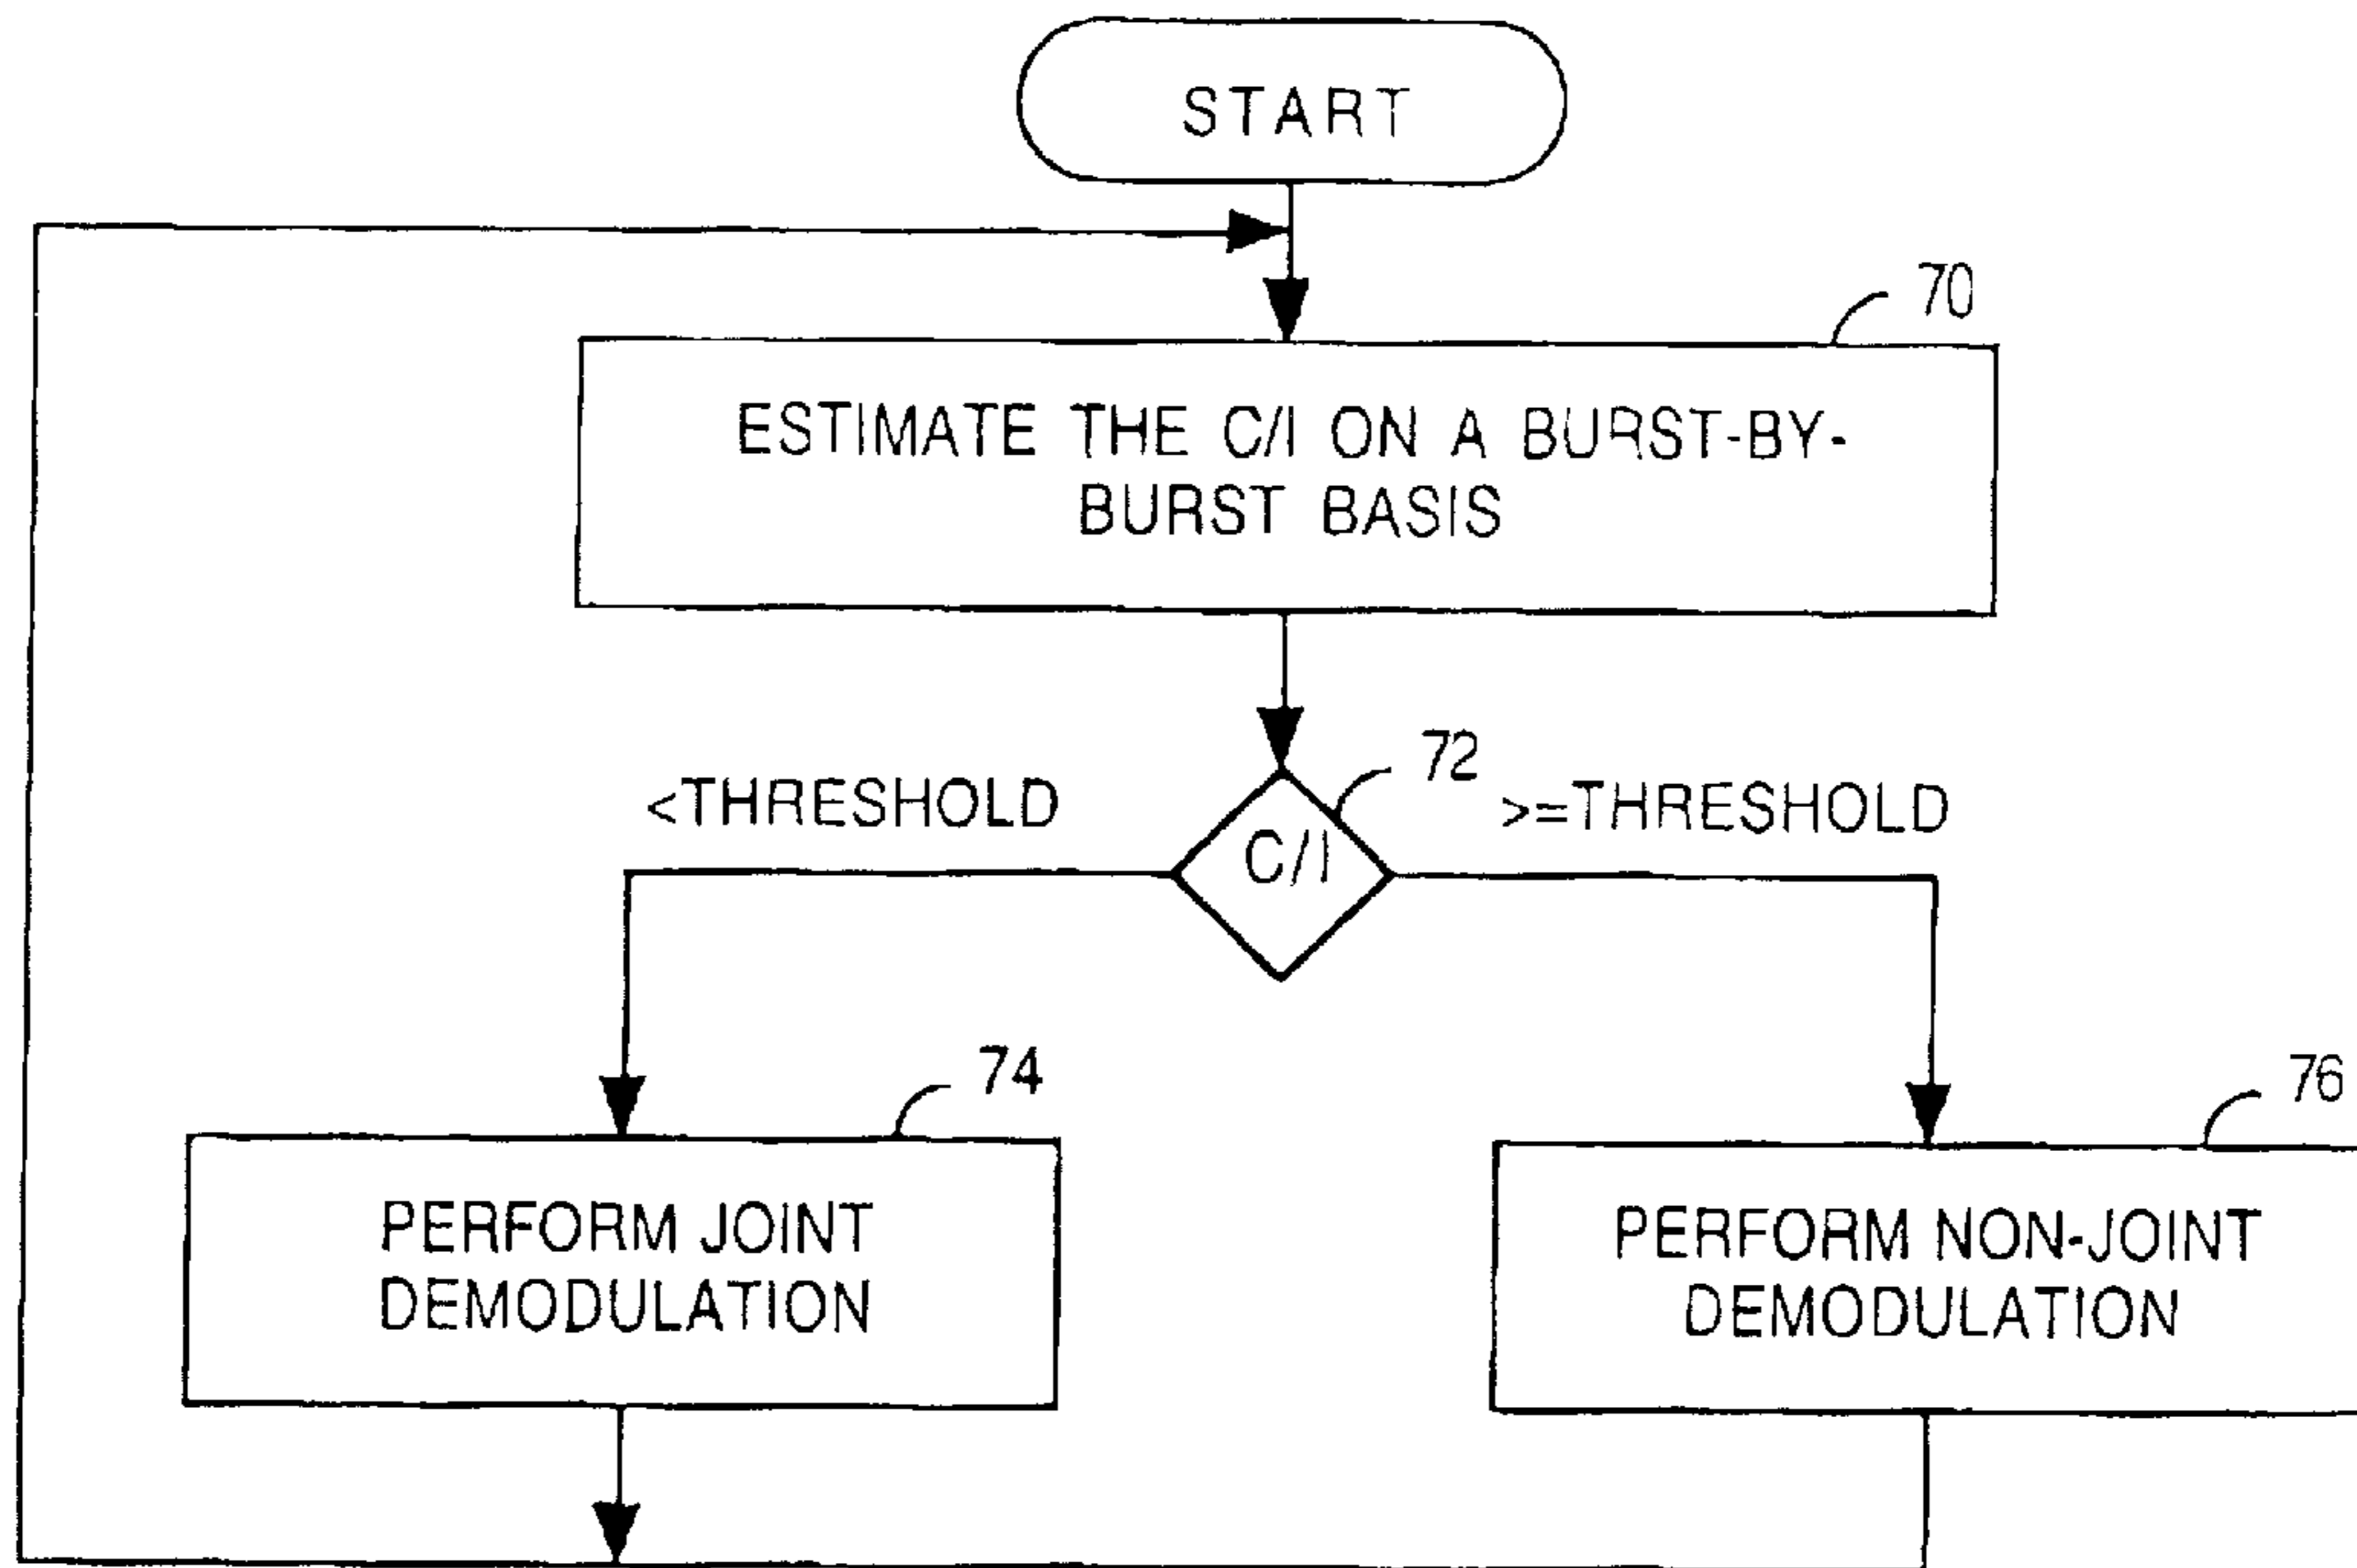 START
70
ESTIMATE THE C/I ON A BURST-BY-
BURST BASIS
72
<THRESHOLD
>=THRESHOLD
C/I
74
76
PERFORM JOINT
DEMODULATION
PERFORM NON-JOINT
DEMODULATION